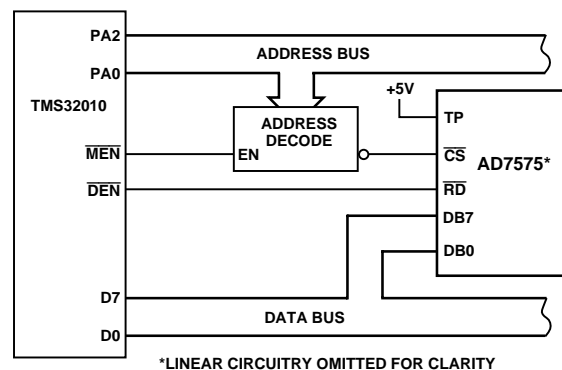 PA2
ADDRESS BUS
PA0
+5V
TMS32010
ADDRESS
DECODE
TP
MEN
EN
CS
AD7575*
DEN
RD
DB7
DB0
D7
DATA BUS
D0
*LINEAR CIRCUITRY OMITTED FOR CLARITY